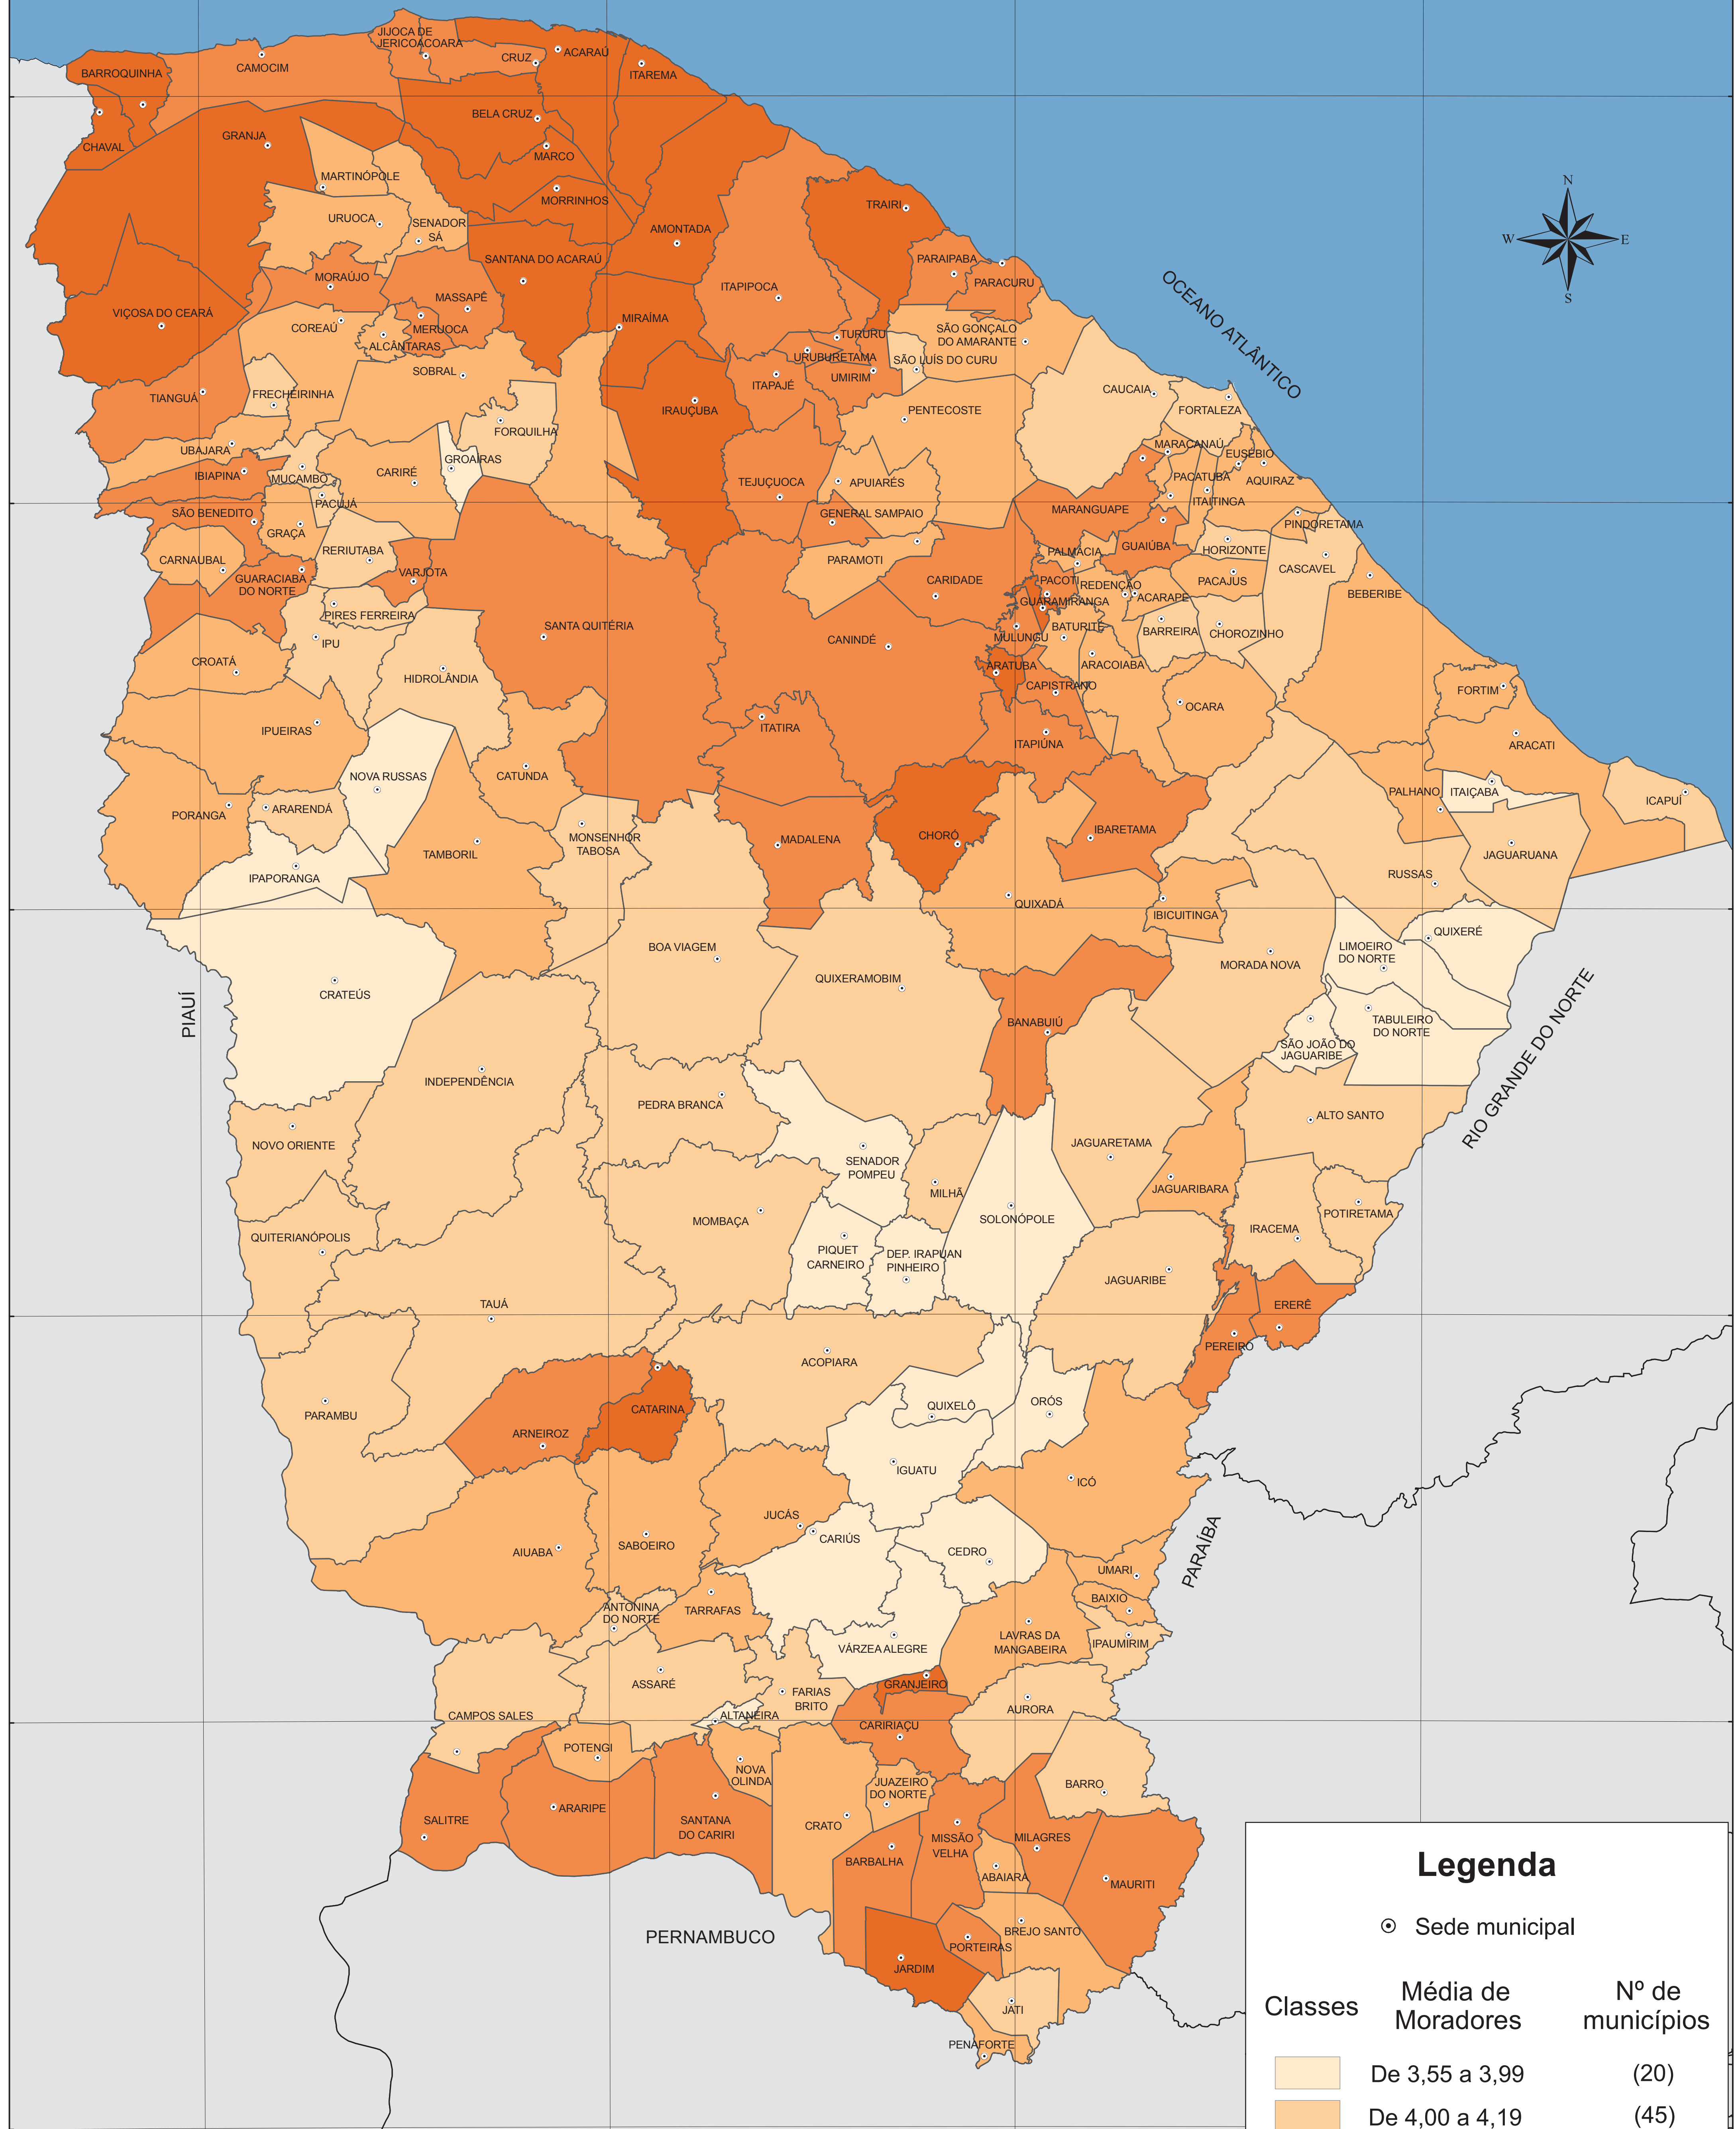 JIJOCA DE
JERICOACOARA
CRUZ
ACARAÚ
BARROQUINHA
CAMOCIM
ITAREMA
BELA CRUZ
GRANJA
CHAVAL
MARCO
MARTINÓPOLE
MORRINHOS
N
TRAIRI
URUOCA
SENADOR
SÁ
AMONTADA
W
E
SANTANA DO ACARAÚ
PARAIPABA
MORAÚJO
PARACURU
ITAPIPOCA
S
MASSAPÊ
OCEANO ATLÂNTICO
VIÇOSA DO CEARÁ
MIRAÍMA
COREAÚ
MERUOCA
SÃO GONÇALO
DO AMARANTE
TURURU
ALCÂNTARAS
URUBURETAMA
SÃO LUÍS DO CURU
SOBRAL
UMIRIM
ITAPAJÉ
CAUCAIA
FRECHEIRINHA
TIANGUÁ
IRAUÇUBA
PENTECOSTE
FORTALEZA
FORQUILHA
MARACANAÚ
UBAJARA
EUSÉBIO
GROAÍRAS
CARIRÉ
IBIAPINA
MUCAMBO
PACATUBA
AQUIRAZ
TEJUÇUOCA
APUIARÉS
PACUJÁ
ITAITINGA
MARANGUAPE
SÃO BENEDITO
GENERAL SAMPAIO
PINDORETAMA
GRAÇA
GUAIÚBA
RERIUTABA
PALMÁCIA
HORIZONTE
CARNAUBAL
PARAMOTI
CASCAVEL
VARJOTA
GUARACIABA
DO NORTE
CARIDADE
PACOTI
REDENÇÃO
PACAJUS
BEBERIBE
ACARAPE
GUARAMIRANGA
PIRES FERREIRA
SANTA QUITÉRIA
BATURITÉ
BARREIRA
CHOROZINHO
MULUNGU
CANINDÉ
IPU
CROATÁ
ARATUBA
ARACOIABA
HIDROLÂNDIA
CAPISTRANO
FORTIM
OCARA
ITATIRA
IPUEIRAS
ITAPIÚNA
ARACATI
NOVA RUSSAS
CATUNDA
PALHANO
ITAIÇABA
ICAPUÍ
ARARENDÁ
PORANGA
IBARETAMA
CHORÓ
MADALENA
MONSENHOR
TABOSA
TAMBORIL
JAGUARUANA
RUSSAS
IPAPORANGA
QUIXADÁ
IBICUITINGA
QUIXERÉ
BOA VIAGEM
LIMOEIRO
DO NORTE
MORADA NOVA
QUIXERAMOBIM
CRATEÚS
PIAUÍ
BANABUIÚ
TABULEIRO
DO NORTE
SÃO JOÃO DO
JAGUARIBE
RIO GRANDE DO NORTE
INDEPENDÊNCIA
PEDRA BRANCA
ALTO SANTO
NOVO ORIENTE
JAGUARETAMA
SENADOR
POMPEU
JAGUARIBARA
MILHÃ
POTIRETAMA
SOLONÓPOLE
MOMBAÇA
IRACEMA
QUITERIANÓPOLIS
PIQUET
CARNEIRO
DEP. IRAPUAN
PINHEIRO
JAGUARIBE
TAUÁ
ERERÊ
PEREIRO
ACOPIARA
ORÓS
QUIXELÔ
CATARINA
PARAMBU
ARNEIROZ
IGUATU
ICÓ
JUCÁS
CARIÚS
SABOEIRO
AIUABA
CEDRO
PARAÍBA
UMARI
BAIXIO
ANTONINA
DO NORTE
TARRAFAS
LAVRAS DA
MANGABEIRA
IPAUMIRIM
VÁRZEA ALEGRE
ASSARÉ
GRANJEIRO
FARIAS
BRITO
AURORA
ALTANEIRA
CAMPOS SALES
CARIRIAÇU
POTENGI
NOVA
OLINDA
JUAZEIRO
DO NORTE
BARRO
ARARIPE
SALITRE
SANTANA
DO CARIRI
CRATO
MISSÃO
VELHA
MILAGRES
BARBALHA
ABAIARA
MAURITI
BREJO SANTO
PERNAMBUCO
PORTEIRAS
JARDIM
JATI
PENAFORTE
Legenda
Sede municipal
Classes
Média de
Moradores
Nº de
municípios
De 3,55 a 3,99
(20)
De 4,00 a 4,19
(45)